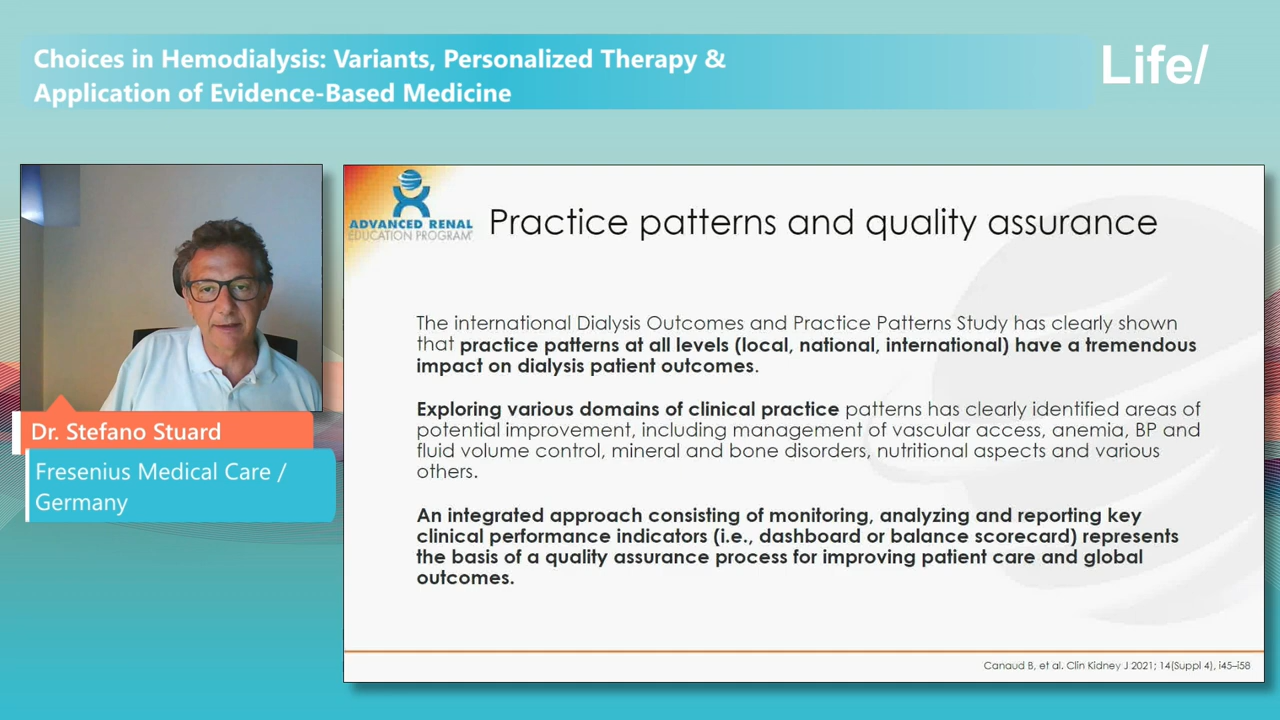 Choices in Hemodialysis: Variants, Personalized Therapy &
Application of Evidence-Based Medicine
Life/
ADVANCED RENAL
EDUCATION PROGRAM
Practice patterns and quality assurance
The international Dialysis Outcomes and Practice Patterns Study has clearly shown
that practice patterns at all levels (local, national, international) have a tremendous
impact on dialysis patient outcomes.
Exploring various domains of clinical practice patterns has clearly identified areas of
potential improvement, including management of vascular access, anemia, BP and
fluid volume control, mineral and bone disorders, nutritional aspects and various
others.
An integrated approach consisting of monitoring, analyzing and reporting key
clinical performance indicators (i.e., dashboard or balance scorecard) represents
the basis of a quality assurance process for improving patient care and global
outcomes.
Canaud B, et al. Clin Kidney J 2021; 14(Suppl 4), i45–i58
Dr. Stefano Stuard
Fresenius Medical Care /
Germany